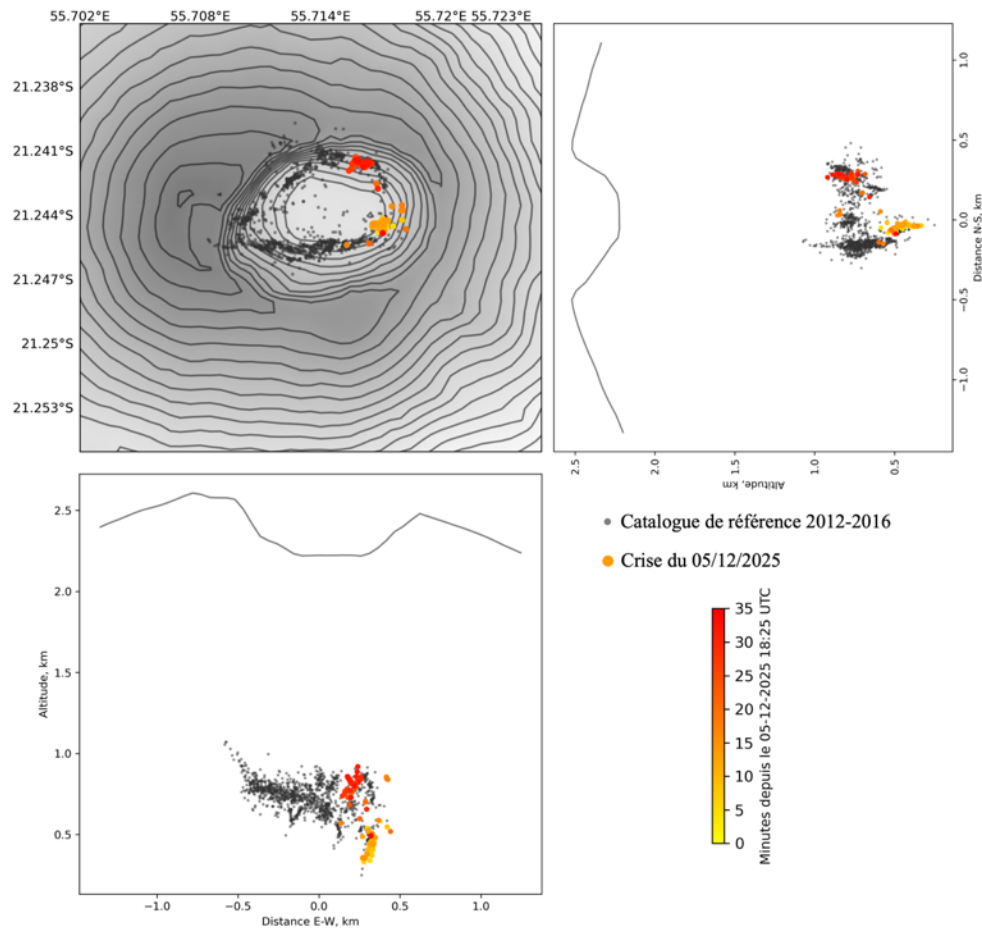 55.702°E 55.708°E 55.714°E 55.72°E 55.723°E
21.238°S
21.241°S
21.244°S
21.247°S
21.25°S
21.253°S
1.0
0.5
0.0
−0.5
−1.0
Distance N-S, km
2.5 2.0 1.5 1.0 0.5
Altitude, km
2.5
2.0
1.5
1.0
0.5
Altitude, km
−1.0 −0.5 0.0 0.5 1.0
Distance E-W, km
Catalogue de référence 2012-2016
Crise du 05/12/2025
35
30
25
20
15
10
5
0
Minutes depuis le 05-12-2025 18:25 UTC